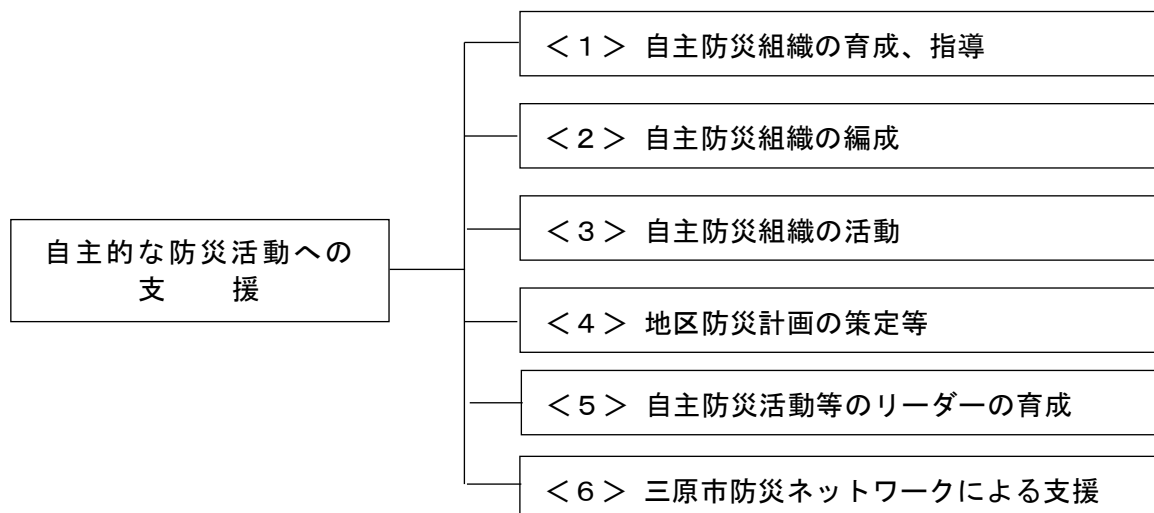 ＜１＞ 自主防災組織の育成、指導
＜２＞ 自主防災組織の編成
＜３＞ 自主防災組織の活動
自主的な防災活動への
支　　援
＜４＞ 地区防災計画の策定等
＜５＞ 自主防災活動等のリーダーの育成
＜６＞ 三原市防災ネットワークによる支援